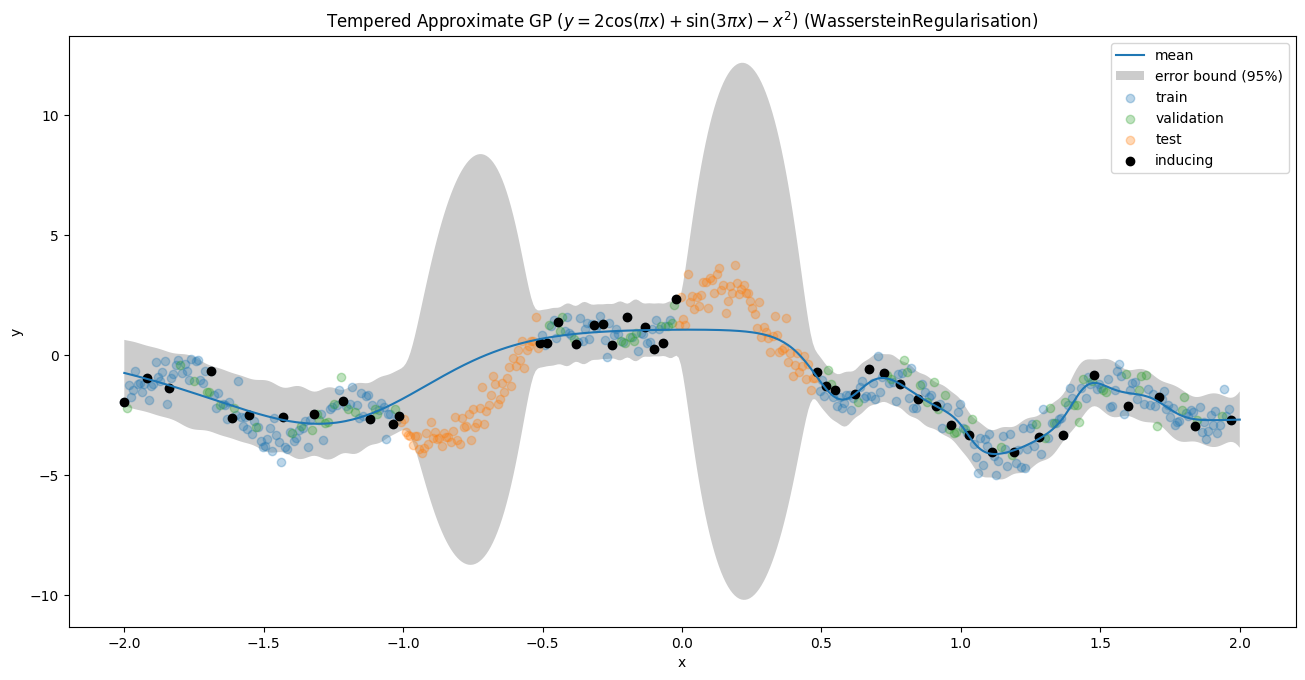 Tempered Approximate GP (y = 2cos(πx) + sin(3πx) − x²) (WassersteinRegularisation)
mean
error bound (95%)
train
validation
test
inducing
10
5
0
−5
−10
y
−2.0 −1.5 −1.0 −0.5 0.0 0.5 1.0 1.5 2.0
x